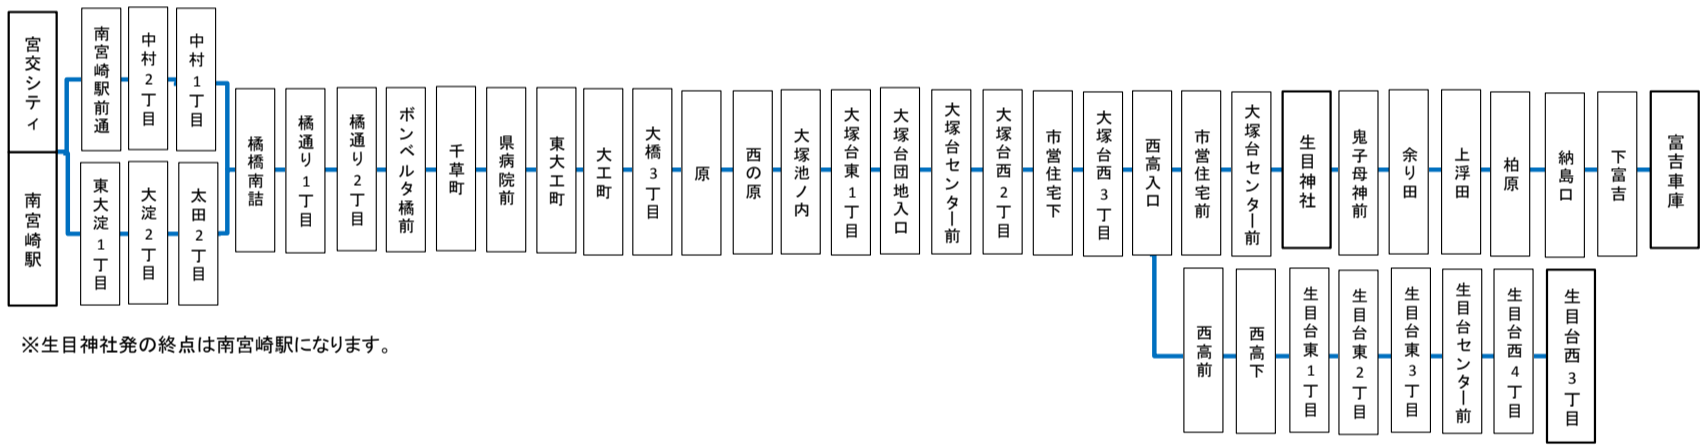 宮交シティ
南宮崎駅
南宮崎駅前通
中村2丁目
中村1丁目
東大淀1丁目
大淀2丁目
太田2丁目
橘橋南詰
橘通り1丁目
橘通り2丁目
ボンベルタ橘前
千草町
県病院前
東大工町
大工町
大橋3丁目
原
西の原
大塚池ノ内
大塚台東1丁目
大塚台団地入口
大塚台センター前
大塚台西2丁目
市営住宅下
大塚台西3丁目
西高入口
市営住宅前
大塚台センター前
生目神社
鬼子母神前
余り田
上浮田
柏原
納島口
下富吉
富吉車庫
西高前
西高下
生目台東1丁目
生目台東2丁目
生目台東3丁目
生目台センター前
生目台西4丁目
生目台西3丁目
※生目神社発の終点は南宮崎駅になります。